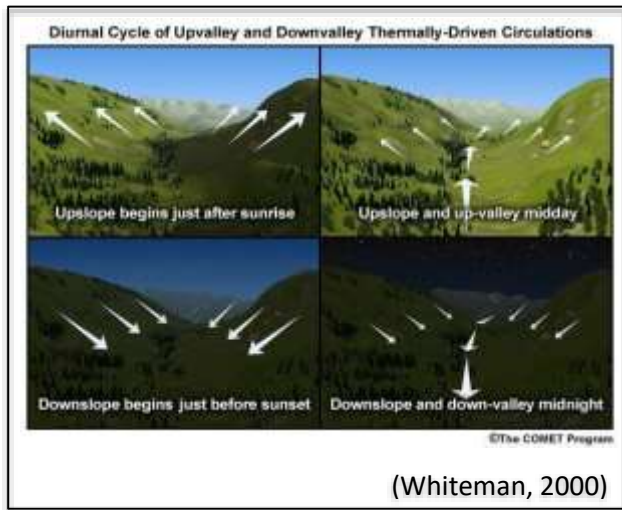 Diurnal Cycle of Upvalley and Downvalley Thermally-Driven Circulations
Upslope begins just after sunrise
Upslope and up-valley midday
Downslope begins just before sunset
Downslope and down-valley midnight
©The COMET Program
(Whiteman, 2000)